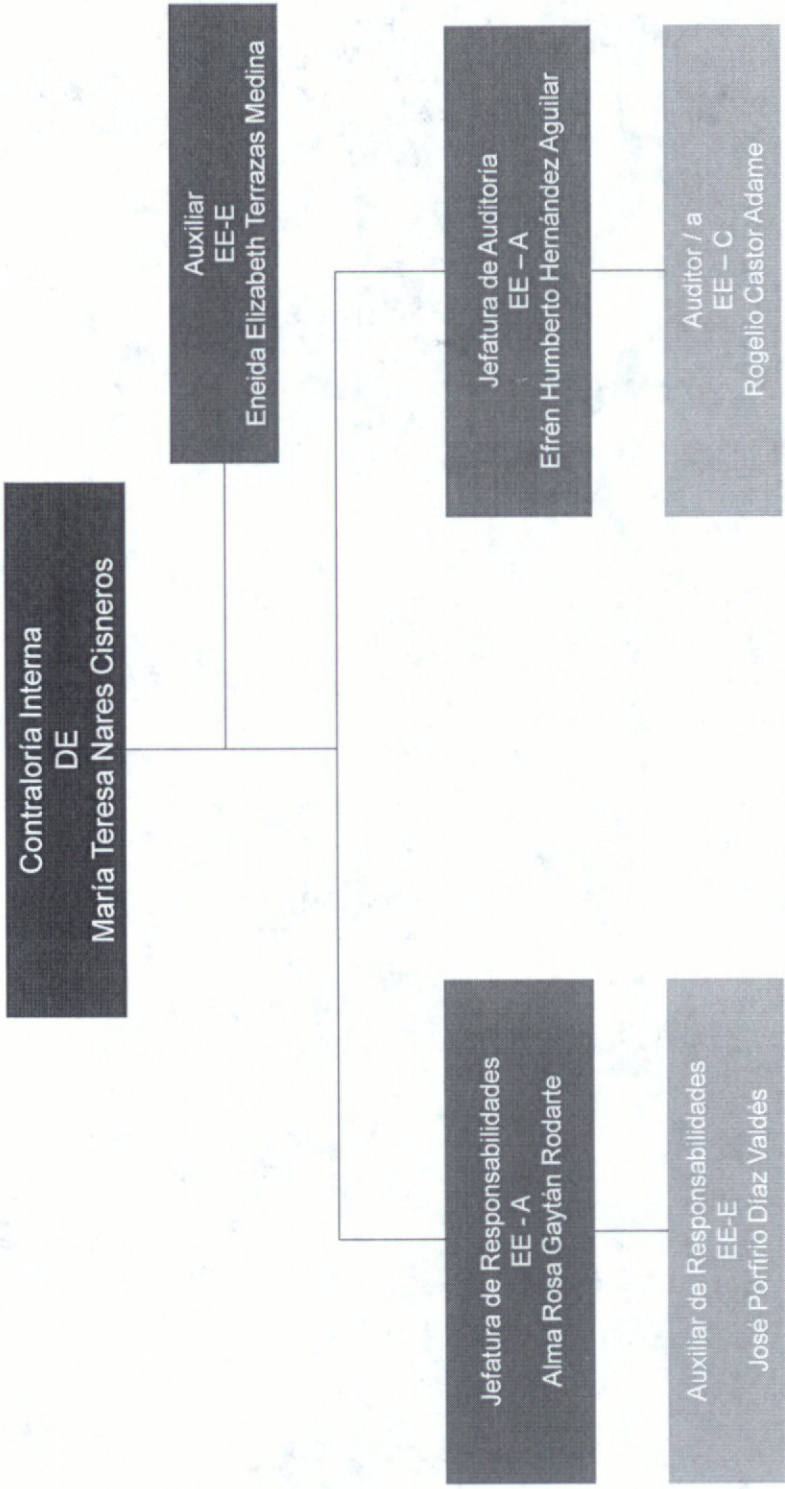 Contraloría Interna
DE
María Teresa Nares Cisneros
Auxiliar
EE-E
Eneida Elizabeth Terrazas Medina
Jefatura de Responsabilidades
EE - A
Alma Rosa Gaytán Rodarte
Jefatura de Auditoría
EE – A
Efrén Humberto Hernández Aguilar
Auxiliar de Responsabilidades
EE-E
José Porfirio Díaz Valdés
Auditor / a
EE – C
Rogelio Castor Adame